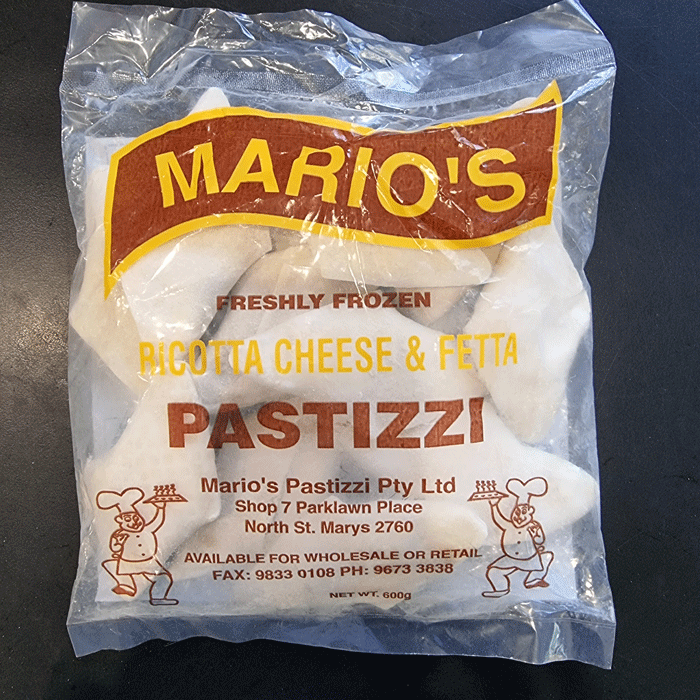 MARIO'S
FRESHLY FROZEN
RICOTTA CHEESE & FETTA
PASTIZZI
Mario's Pastizzi Pty Ltd
Shop 7 Parklawn Place
North St. Marys 2760
AVAILABLE FOR WHOLESALE OR RETAIL
FAX: 9833 0108 PH: 9673 3838
NET WT. 600g